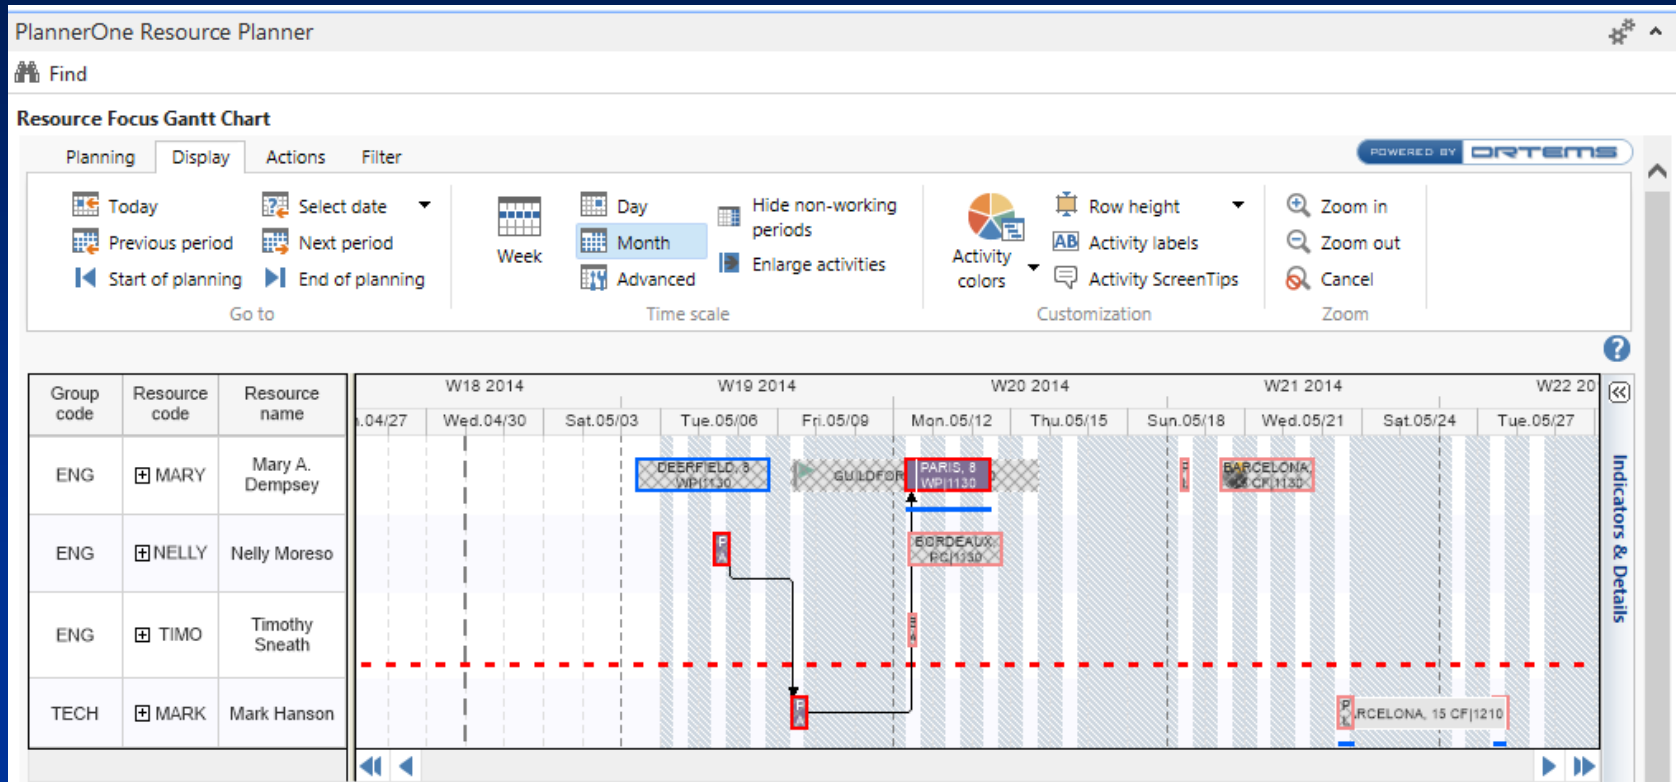 PlannerOne Resource Planner
Find
Resource Focus Gantt Chart
Planning Display Actions Filter
POWERED BY ORTEMS
Today Select date
Previous period Next period
Start of planning End of planning
Go to
Week
Day
Month
Advanced
Hide non-working
periods
Enlarge activities
Time scale
Activity
colors
Row height
AB Activity labels
Activity ScreenTips
Customization
Zoom in
Zoom out
Cancel
Zoom
Group
code
Resource
code
Resource
name
W18 2014 W19 2014 W20 2014 W21 2014 W22 20
.04/27 Wed.04/30 Sat.05/03 Tue.05/06 Fri.05/09 Mon.05/12 Thu.05/15 Sun.05/18 Wed.05/21 Sat.05/24 Tue.05/27
ENG MARY Mary A.
Dempsey
DEERFIELD, 8
WP|1130
GUILDFOR
PARIS, 8
WP|1130
BARCELONA,
CF|1130
ENG NELLY Nelly Moreso
BORDEAUX,
PC|1130
ENG TIMO Timothy
Sneath
TECH MARK Mark Hanson
RCELONA, 15 CF|1210
Indicators & Details